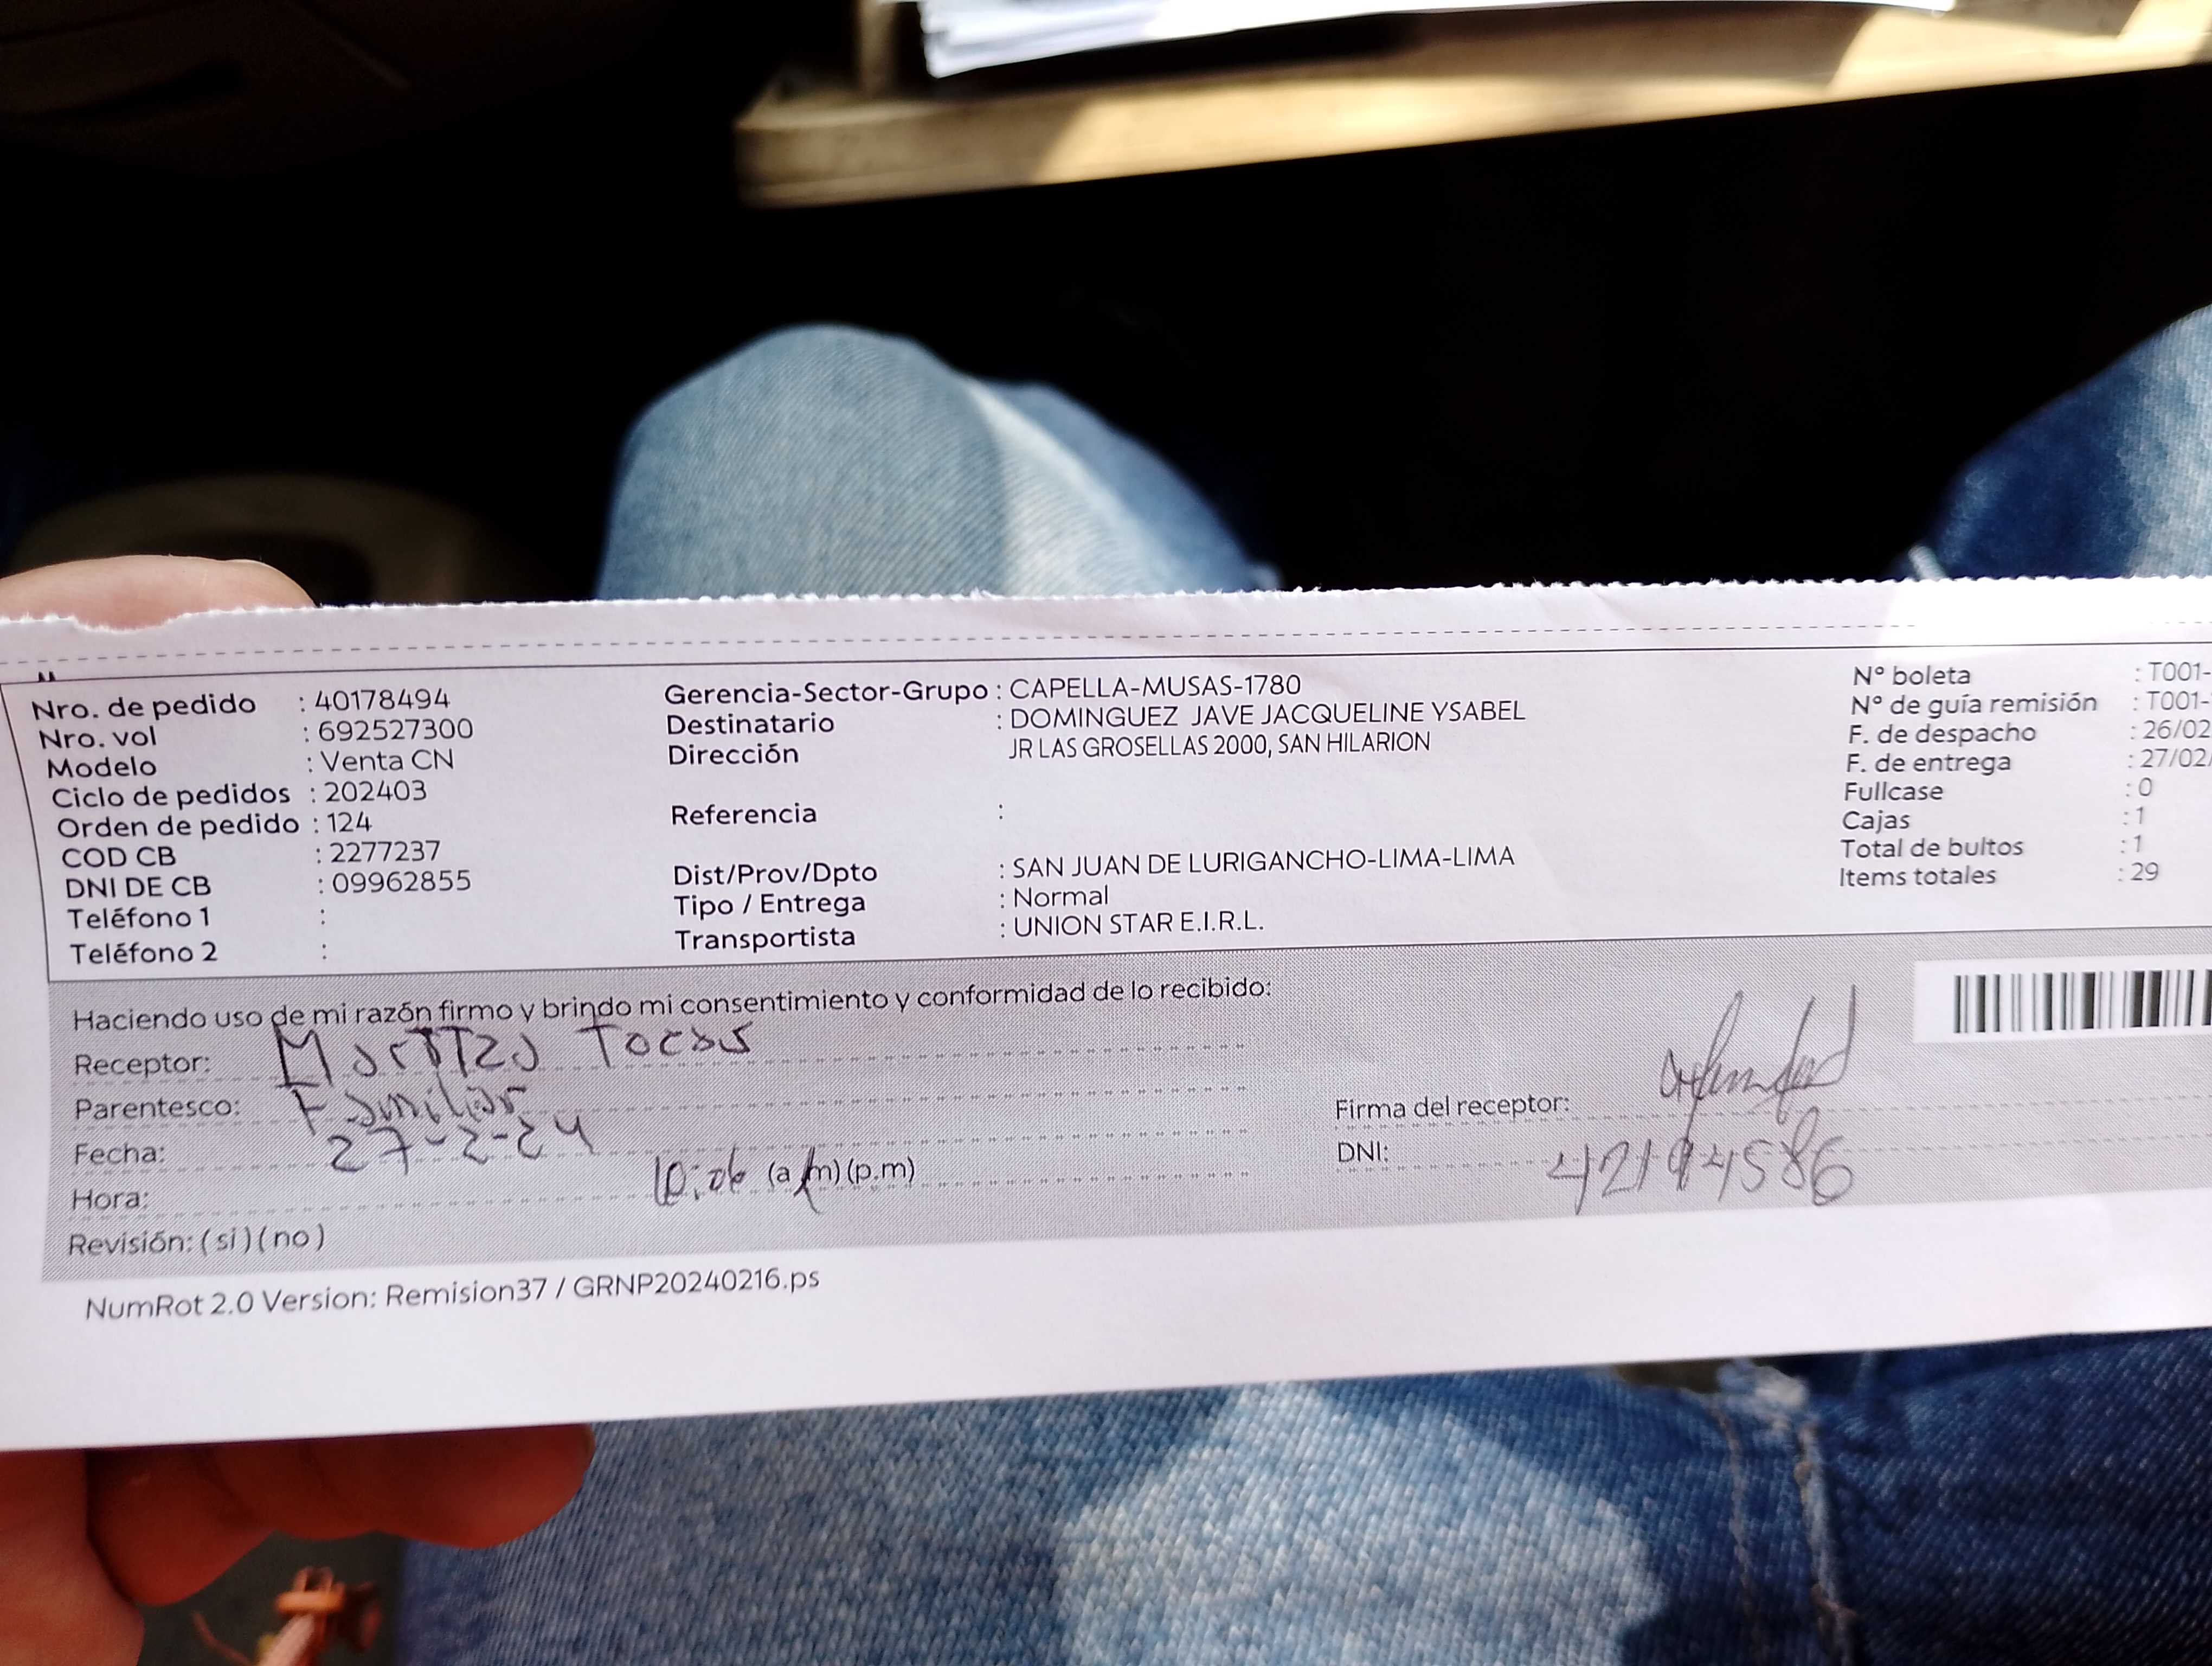 Nro. de pedido : 40178494
Nro. vol : 692527300
Modelo : Venta CN
Ciclo de pedidos : 202403
Orden de pedido : 124
COD CB : 2277237
DNI DE CB : 09962855
Teléfono 1 :
Teléfono 2 :
Gerencia-Sector-Grupo : CAPELLA-MUSAS-1780
Destinatario : DOMINGUEZ JAVE JACQUELINE YSABEL
Dirección JR LAS GROSELLAS 2000, SAN HILARION
Referencia :
Dist/Prov/Dpto : SAN JUAN DE LURIGANCHO-LIMA-LIMA
Tipo / Entrega : Normal
Transportista : UNION STAR E.I.R.L.
N° boleta : T001-
N° de guía remisión : T001-
F. de despacho : 26/02
F. de entrega : 27/02/
Fullcase : 0
Cajas : 1
Total de bultos : 1
Items totales : 29
Haciendo uso de mi razón firmo y brindo mi consentimiento y conformidad de lo recibido:
Receptor:
Parentesco: Familiar
Fecha: 27-2-24
Hora: 10:06 (a.m) (p.m)
Revisión: (si) (no)
Firma del receptor:
DNI:
NumRot 2.0 Version: Remision37 / GRNP20240216.ps